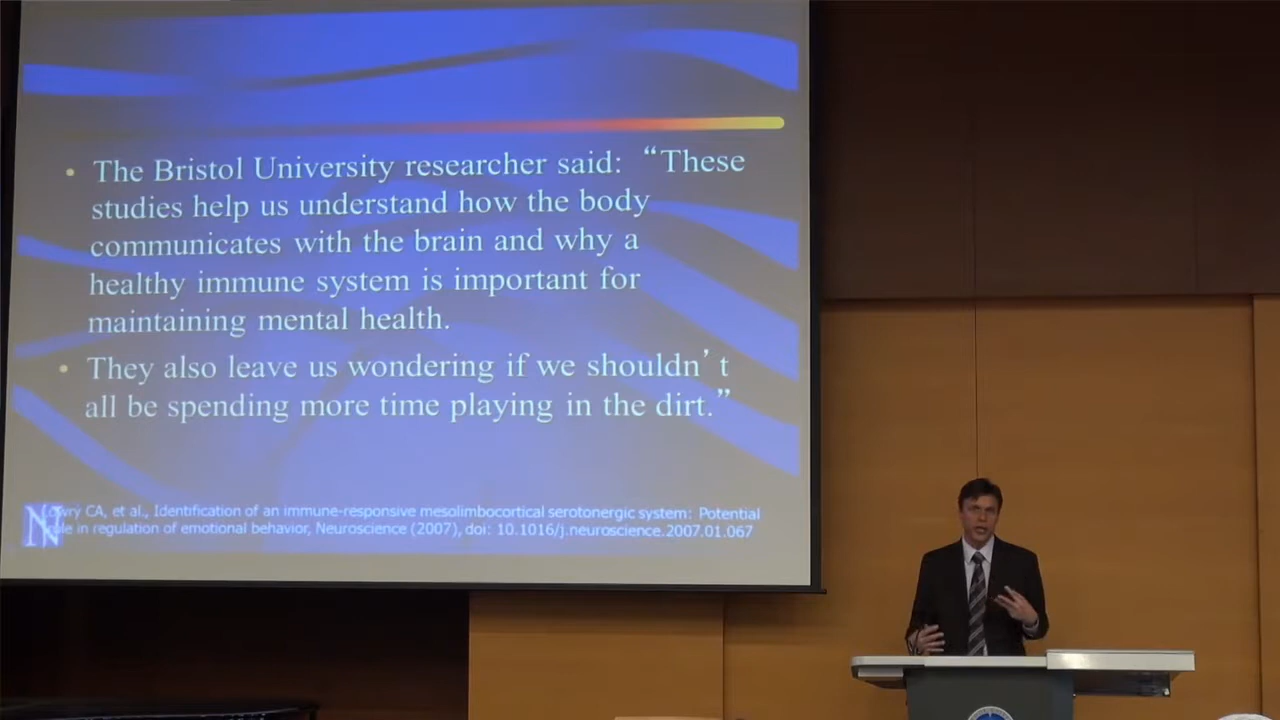 • The Bristol University researcher said: “These
studies help us understand how the body
communicates with the brain and why a
healthy immune system is important for
maintaining mental health.
• They also leave us wondering if we shouldn’t
all be spending more time playing in the dirt.”
N
CA, et al., Identification of an immune-responsive mesolimbocortical serotonergic system: Potential
in regulation of emotional behavior, Neuroscience (2007), doi: 10.1016/j.neuroscience.2007.01.067